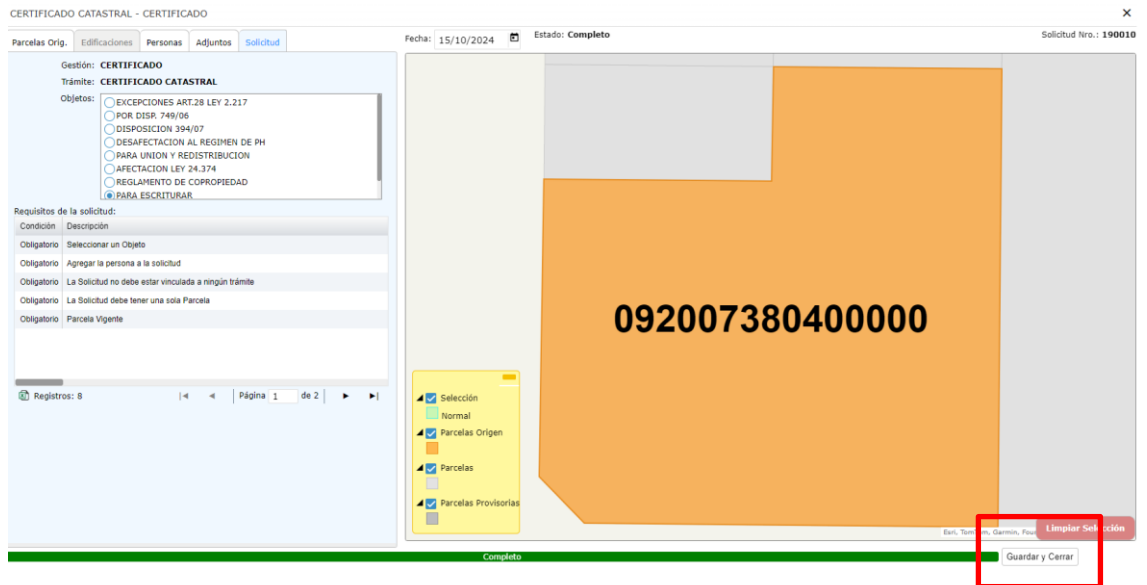 CERTIFICADO CATASTRAL - CERTIFICADO
×
Parcelas Orig. Edificaciones Personas Adjuntos Solicitud
Fecha: 15/10/2024 Estado: Completo Solicitud Nro.: 190010
Gestión: CERTIFICADO
Trámite: CERTIFICADO CATASTRAL
Objetos:
EXCEPCIONES ART.28 LEY 2.217
POR DISP. 749/06
DISPOSICION 394/07
DESAFECTACION AL REGIMEN DE PH
PARA UNION Y REDISTRIBUCION
AFECTACION LEY 24.374
REGLAMENTO DE COPROPIEDAD
PARA ESCRITURAR
Requisitos de la solicitud:
Condición Descripción
Obligatorio Seleccionar un Objeto
Obligatorio Agregar la persona a la solicitud
Obligatorio La Solicitud no debe estar vinculada a ningún trámite
Obligatorio La Solicitud debe tener una sola Parcela
Obligatorio Parcela Vigente
Registros: 8 Página 1 de 2
092007380400000
Selección
Normal
Parcelas Origen
Parcelas
Parcelas Provisorias
Esri, TomTom, Garmin, Limpiar Selección
Completo Guardar y Cerrar